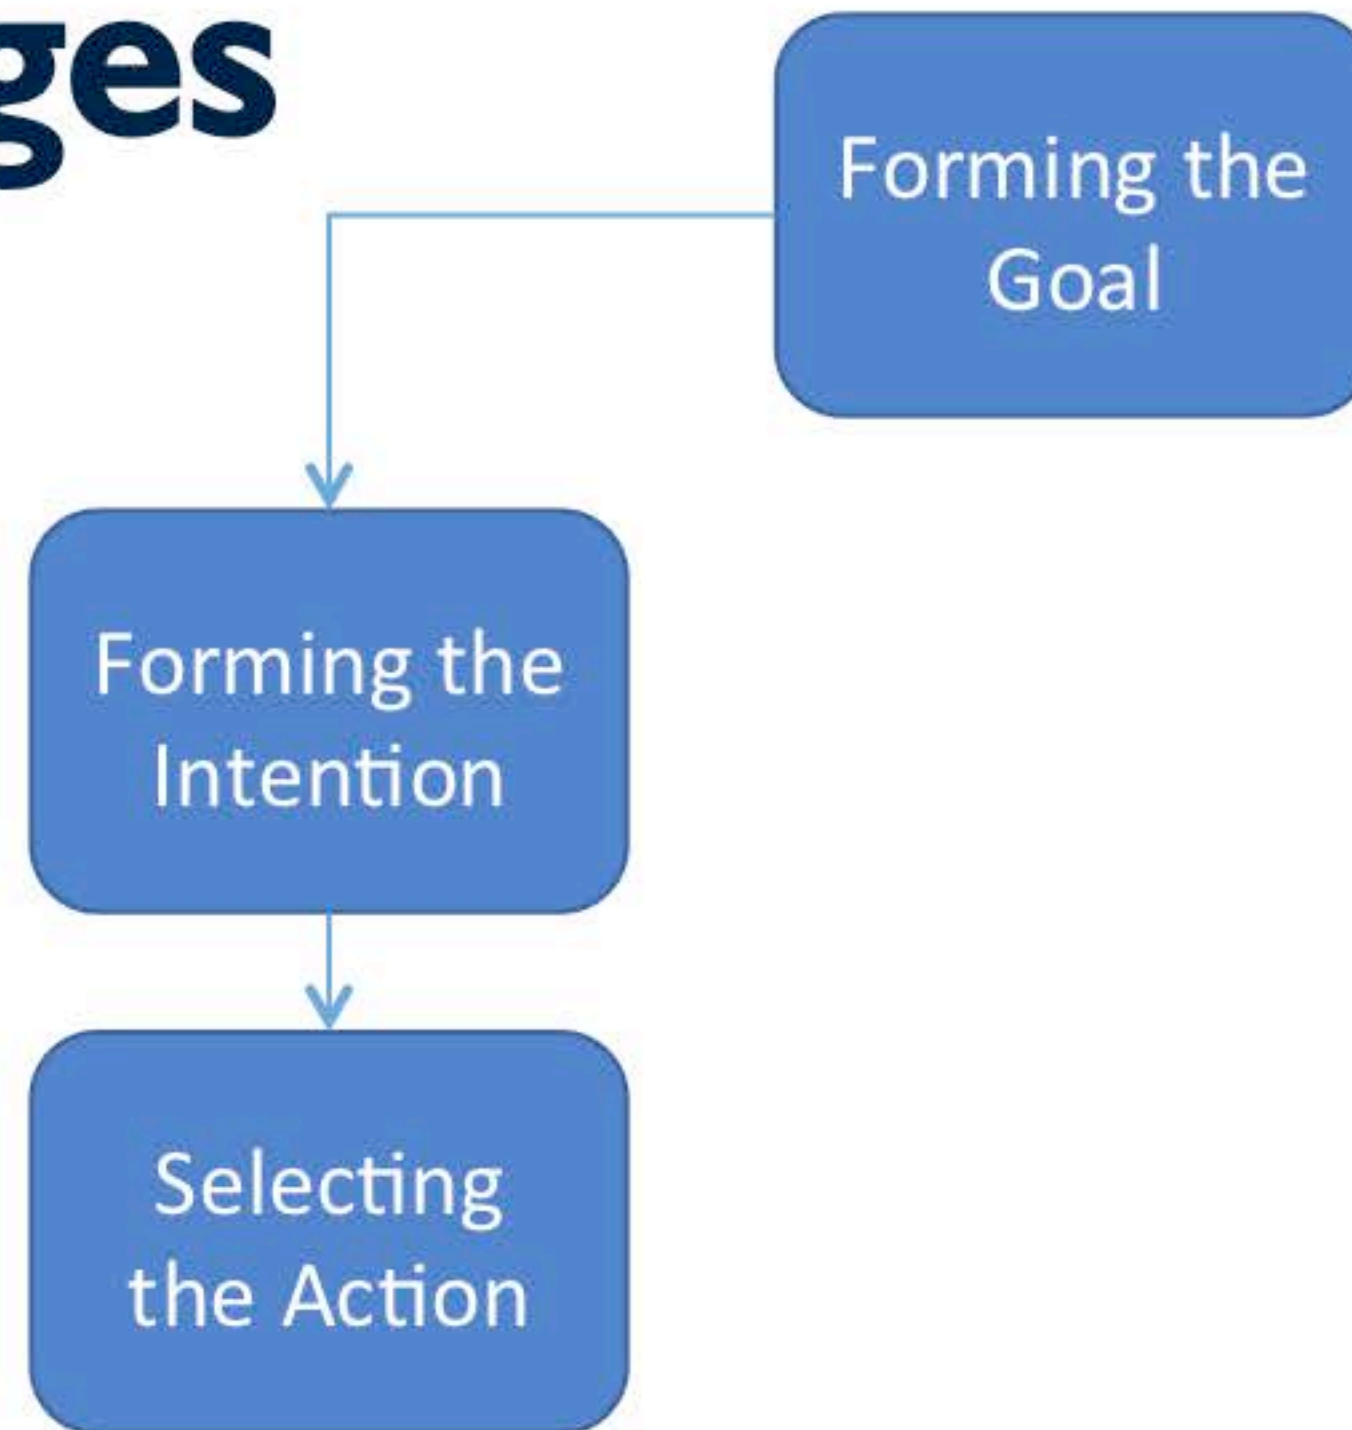 ges
Forming the
Goal
Forming the
Intention
Selecting
the Action